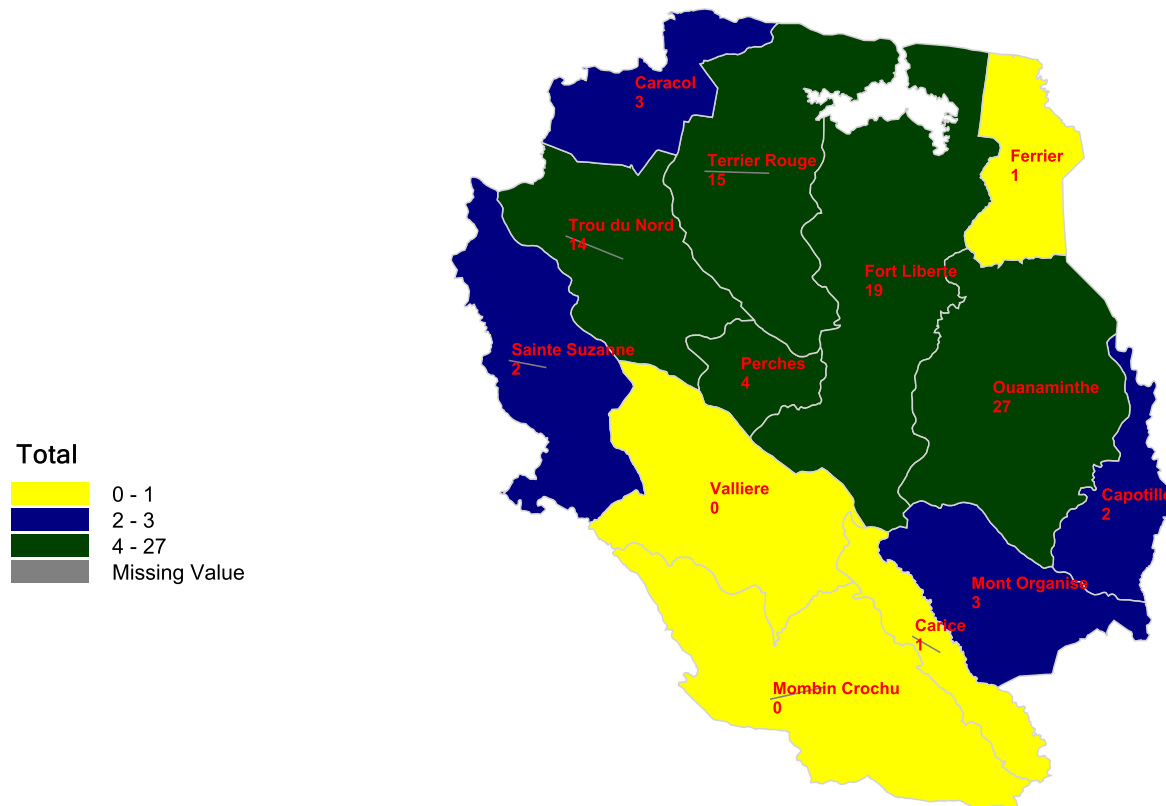 Caracol
3
Terrier Rouge
15
Ferrier
1
Trou du Nord
14
Fort Liberte
19
Sainte Suzanne
2
Perches
4
Ouanaminthe
27
Valliere
0
Capotille
2
Mont Organise
3
Carice
1
Mombin Crochu
0
Total
0 - 1
2 - 3
4 - 27
Missing Value